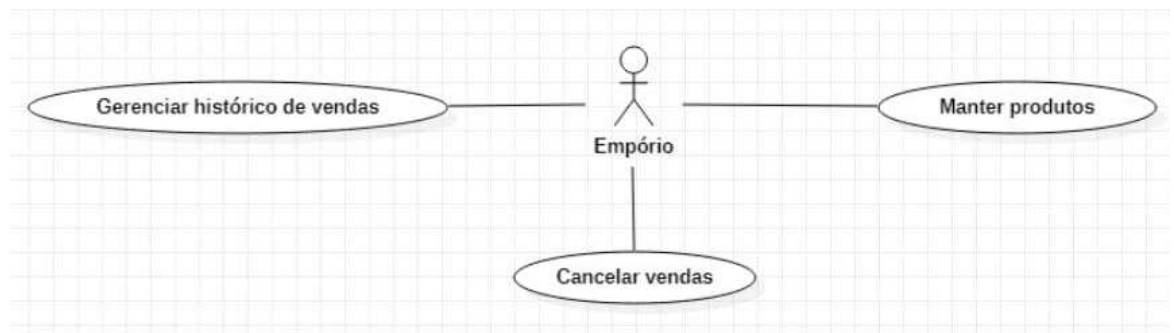 Gerenciar histórico de vendas
Manter produtos
Empório
Cancelar vendas